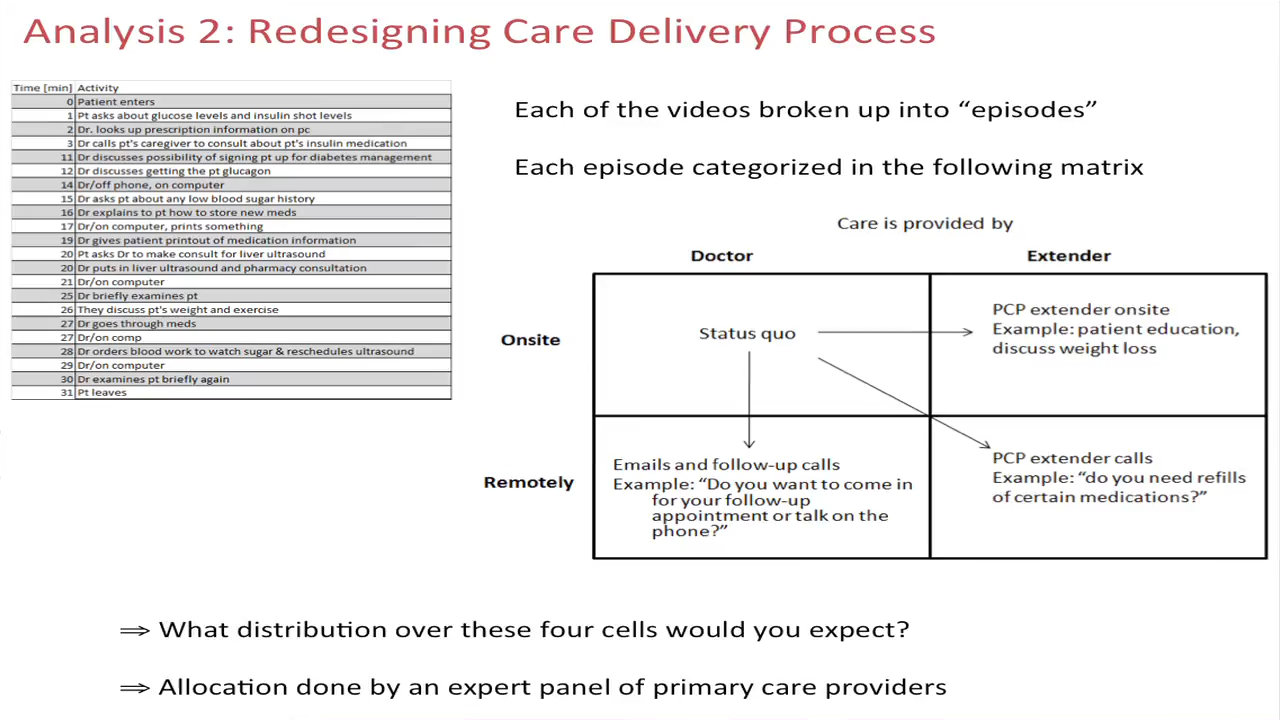 Analysis 2: Redesigning Care Delivery Process
Time [min] Activity
0 Patient enters
1 Pt asks about glucose levels and insulin shot levels
2 Dr. looks up prescription information on pc
3 Dr calls pt's caregiver to consult about pt's insulin medication
11 Dr discusses possibility of signing pt up for diabetes management
12 Dr discusses getting the pt glucagon
14 Dr/off phone, on computer
15 Dr asks pt about any low blood sugar history
16 Dr explains to pt how to store new meds
17 Dr/on computer, prints something
19 Dr gives patient printout of medication information
20 Pt asks Dr to make consult for liver ultrasound
20 Dr puts in liver ultrasound and pharmacy consultation
21 Dr/on computer
25 Dr briefly examines pt
26 They discuss pt's weight and exercise
27 Dr goes through meds
27 Dr/on comp
28 Dr orders blood work to watch sugar & reschedules ultrasound
29 Dr/on computer
30 Dr examines pt briefly again
31 Pt leaves
Each of the videos broken up into “episodes”
Each episode categorized in the following matrix
Care is provided by
Doctor
Extender
Onsite
Status quo
PCP extender onsite
Example: patient education,
discuss weight loss
Remotely
Emails and follow-up calls
Example: “Do you want to come in
for your follow-up
appointment or talk on the
phone?”
PCP extender calls
Example: “do you need refills
of certain medications?”
⇒ What distribution over these four cells would you expect?
⇒ Allocation done by an expert panel of primary care providers